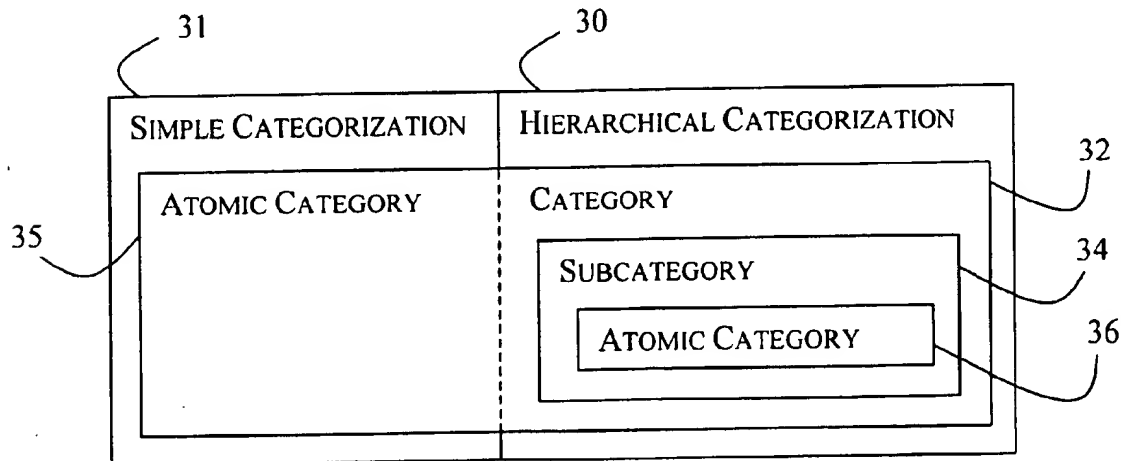 31
30
SIMPLE CATEGORIZATION
HIERARCHICAL CATEGORIZATION
32
ATOMIC CATEGORY
CATEGORY
35
34
SUBCATEGORY
ATOMIC CATEGORY
36